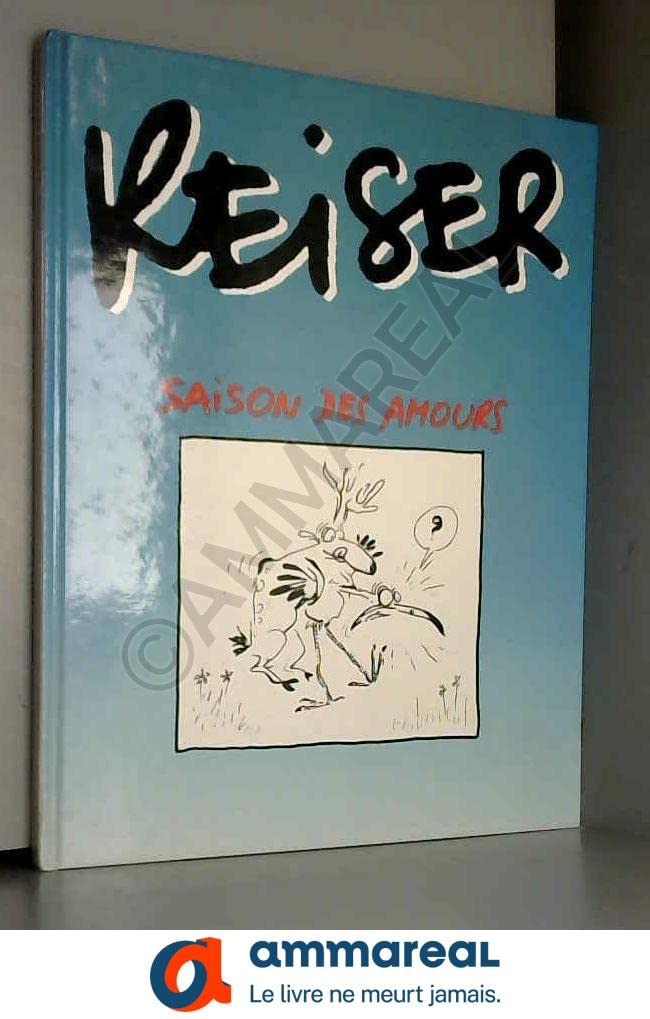 REISER
SAISON DES AMOURS
?
©AMMAREAL
ammareal
Le livre ne meurt jamais.